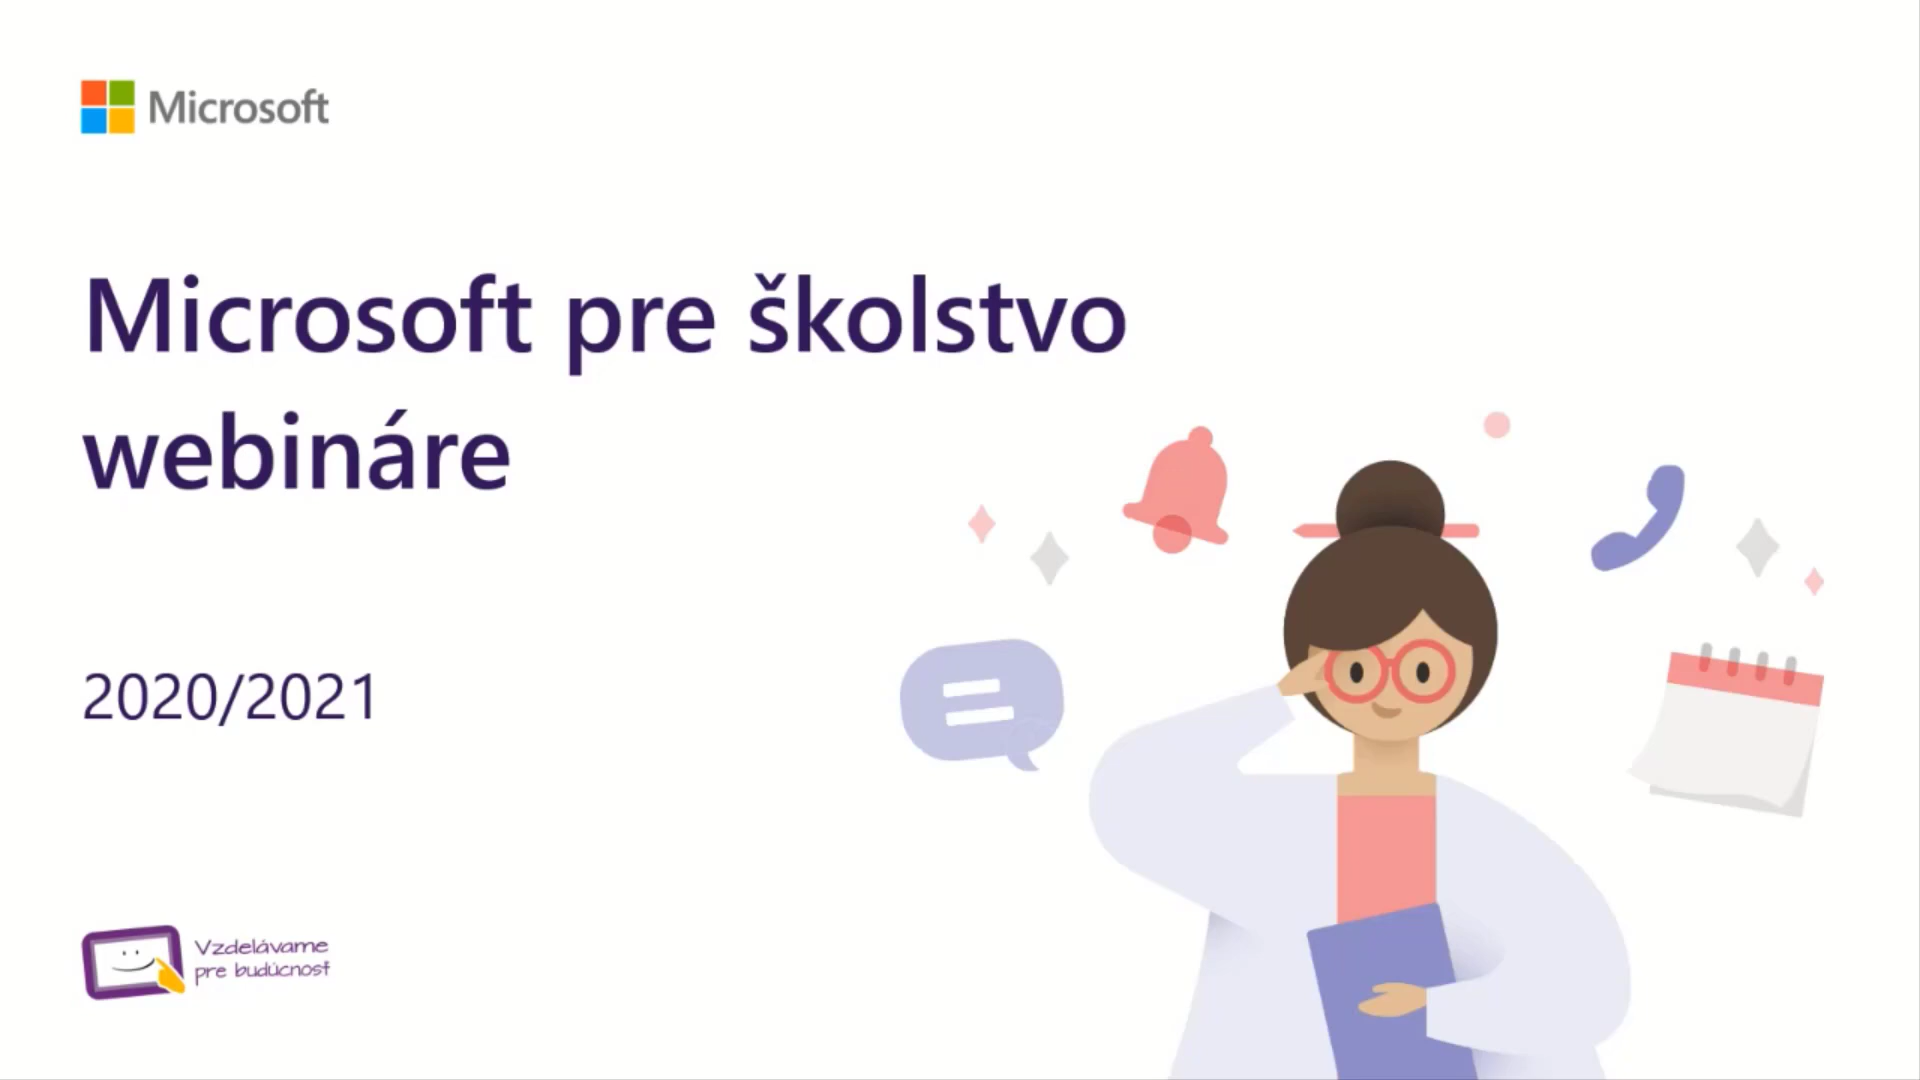 Microsoft
Microsoft pre školstvo
webináre
2020/2021
Vzdelávame
pre budúcnosť